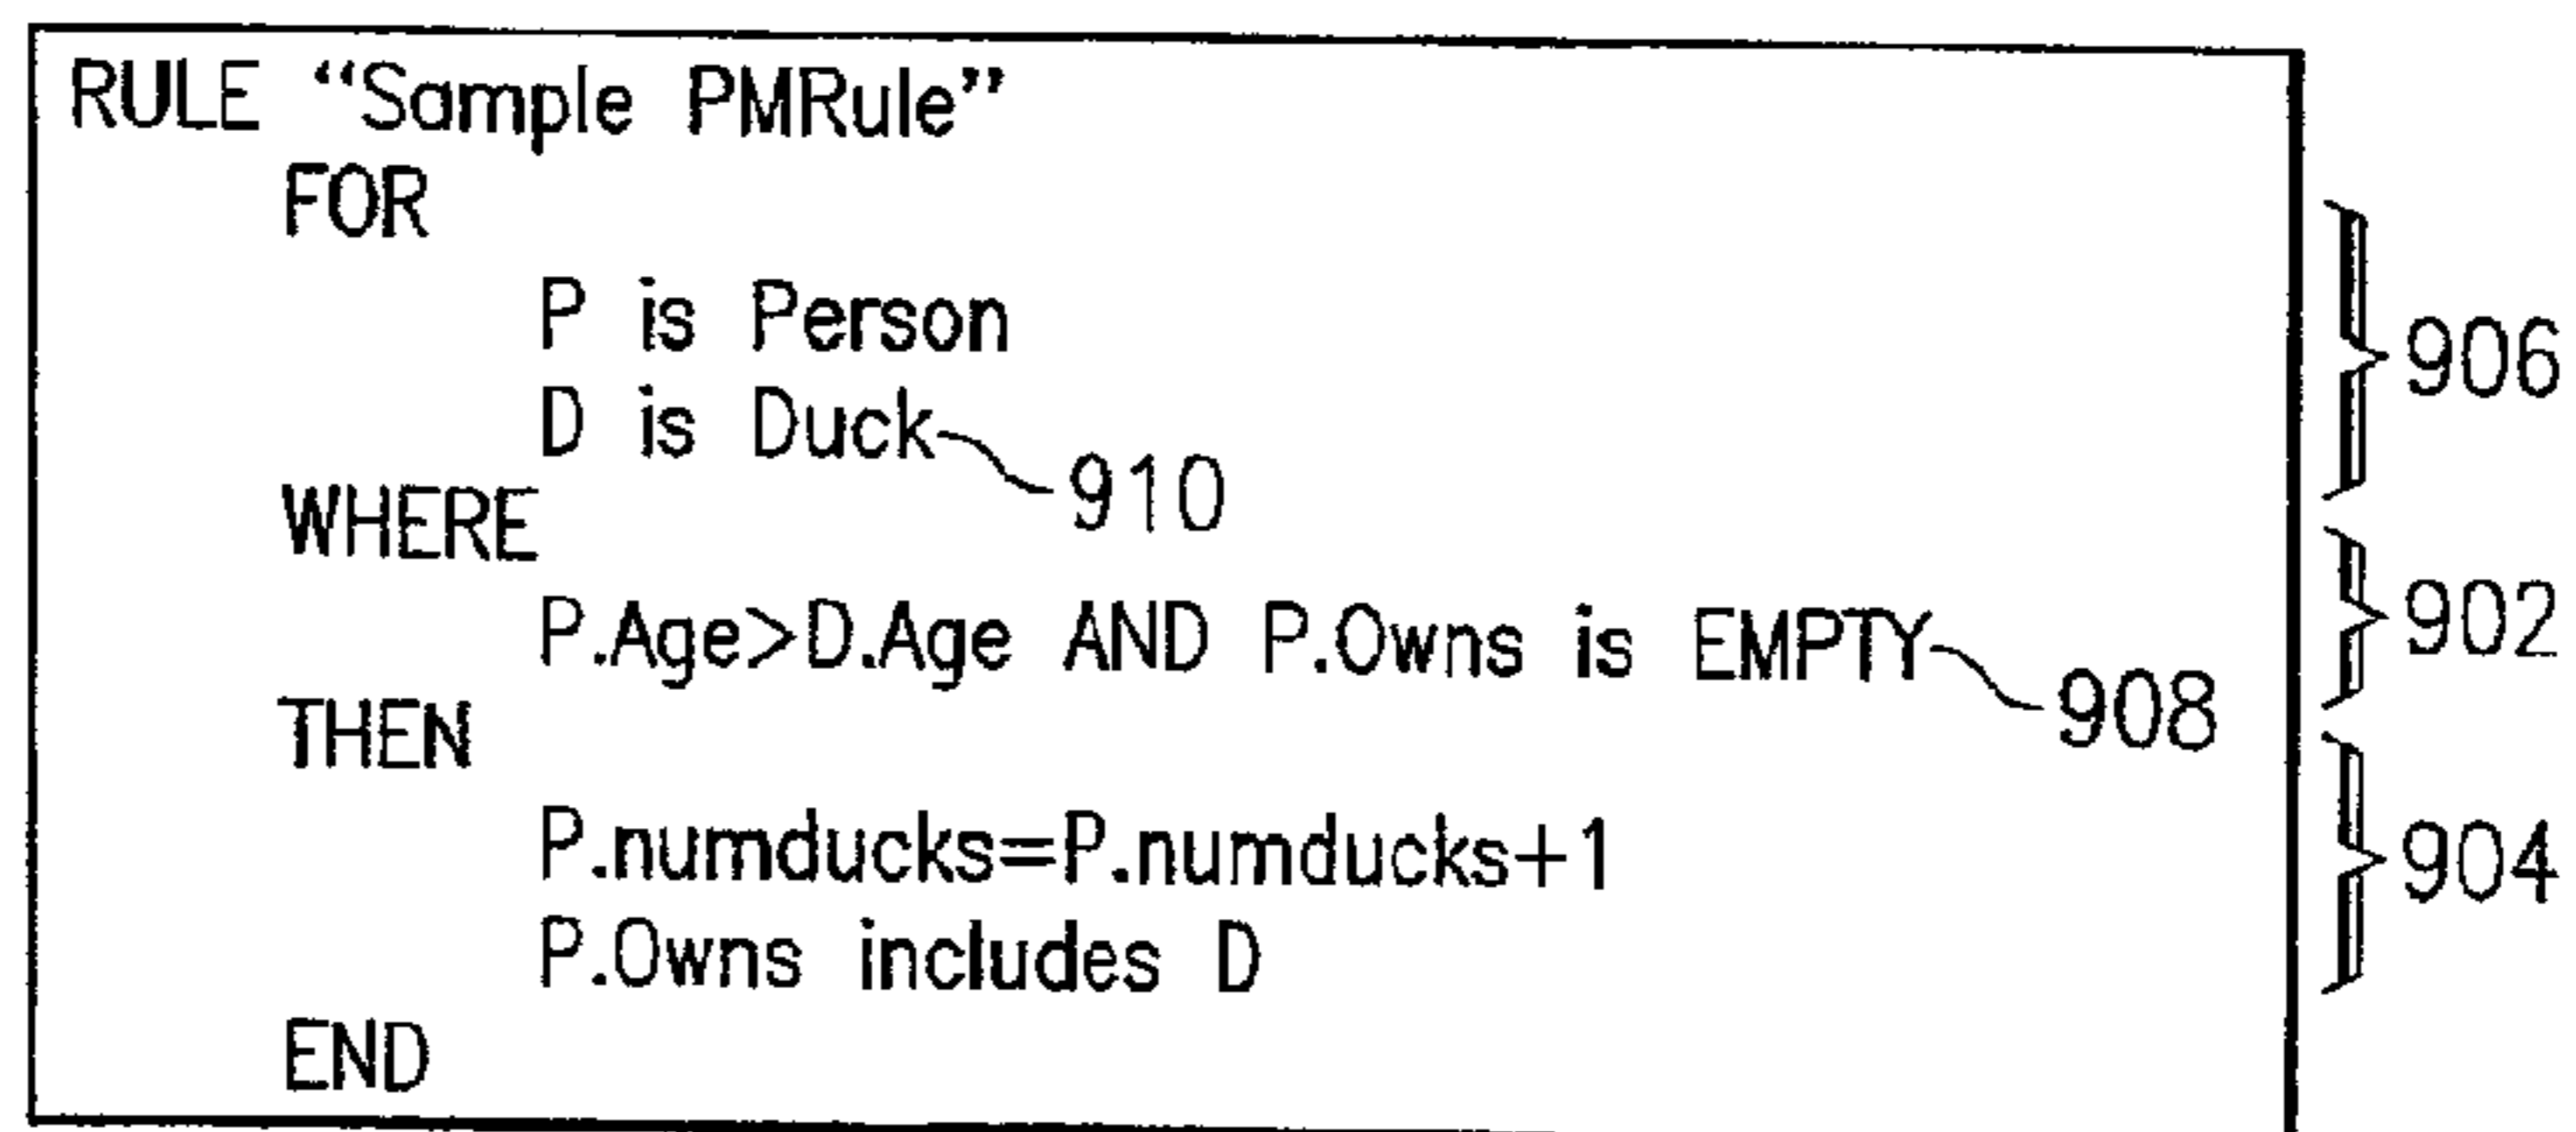 RULE “Sample PMRule”
FOR
P is Person
D is Duck
910
WHERE
P.Age>D.Age AND P.Owns is EMPTY
908
THEN
P.numducks=P.numducks+1
P.Owns includes D
END
906
902
904